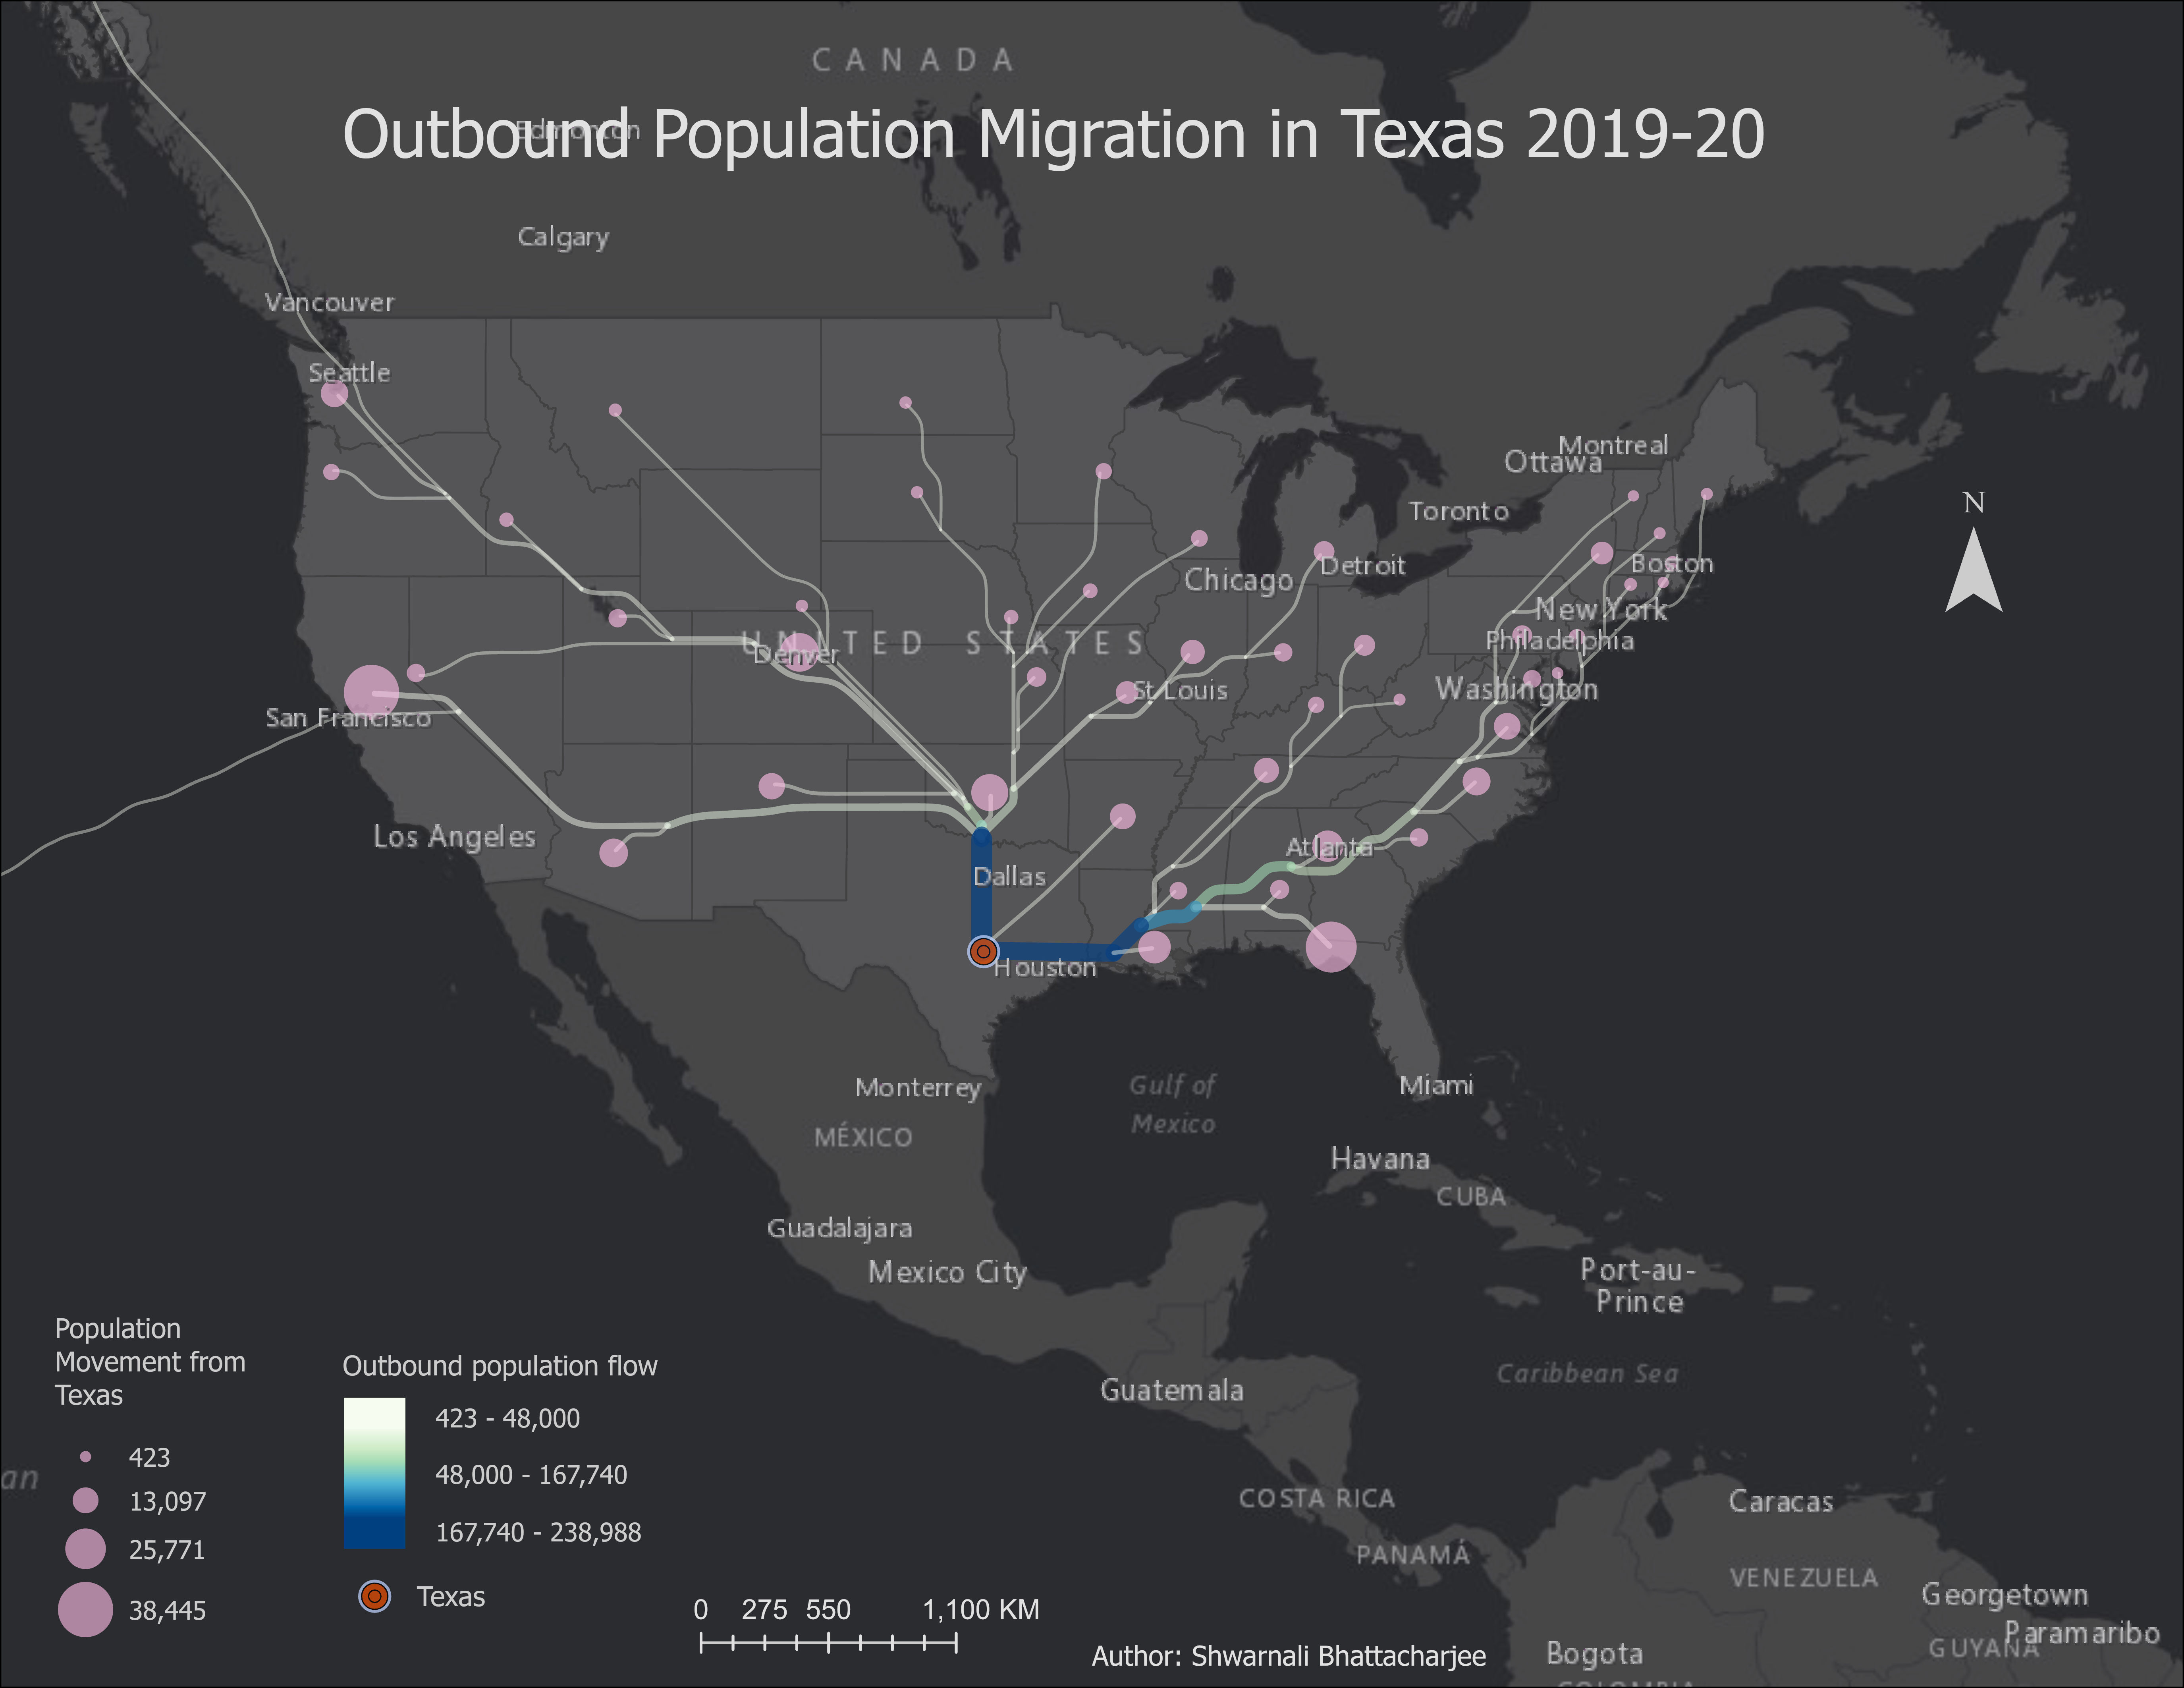 CANADA
Edmonton
Outbound Population Migration in Texas 2019-20
Calgary
Vancouver
Seattle
Montreal
Ottawa
N
Toronto
Detroit
Boston
Chicago
New York
UNITED STATES
Philadelphia
Denver
St Louis
Washington
San Francisco
Los Angeles
Atlanta
Dallas
Houston
Monterrey
Gulf of
Mexico
Miami
MÉXICO
Havana
CUBA
Guadalajara
Mexico City
Port-au-
Prince
Population
Movement from
Texas
Outbound population flow
Caribbean Sea
Guatemala
423 - 48,000
423
48,000 - 167,740
an
13,097
COSTA RICA
Caracas
167,740 - 238,988
25,771
PANAMÁ
VENEZUELA
Texas
38,445
0 275 550 1,100 KM
Georgetown
Paramaribo
GUYANA
Author: Shwarnali Bhattacharjee
Bogota
COLOMBIA